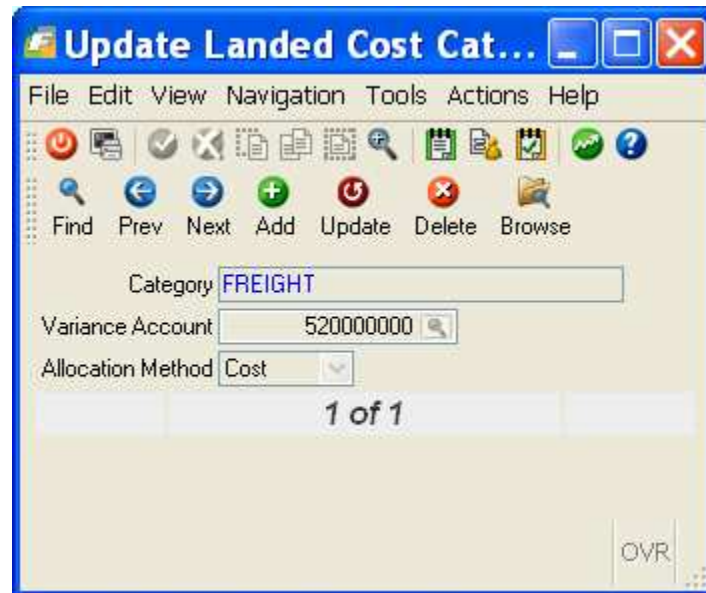 Update Landed Cost Cat...
File Edit View Navigation Tools Actions Help
Find Prev Next Add Update Delete Browse
Category FREIGHT
Variance Account 520000000
Allocation Method Cost
1 of 1
OVR